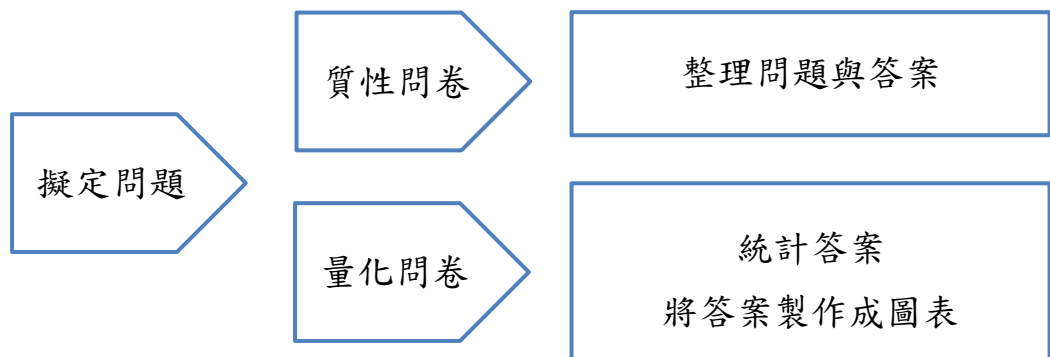 擬定問題
質性問卷
整理問題與答案
量化問卷
統計答案
將答案製作成圖表